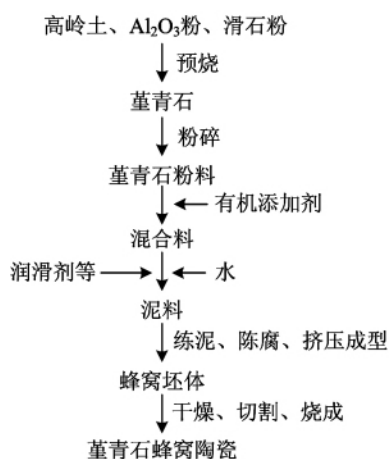 高岭土、Al₂O₃粉、滑石粉
预烧
堇青石
粉碎
堇青石粉料
有机添加剂
混合料
润滑剂等 水
泥料
练泥、陈腐、挤压成型
蜂窝坯体
干燥、切割、烧成
堇青石蜂窝陶瓷